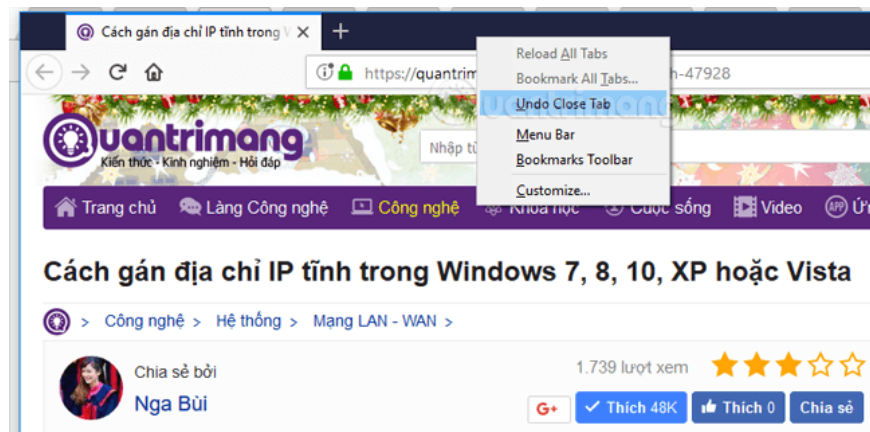 Cách gán địa chỉ IP tĩnh trong V
https://quantrim
h-47928
Reload All Tabs
Bookmark All Tabs...
Undo Close Tab
Menu Bar
Bookmarks Toolbar
Customize...
uantrimang
Quantrimang
Kiến thức - Kinh nghiệm - Hỏi đáp
Nhập từ
Trang chủ Làng Công nghệ Công nghệ Khoa học Cuộc sống Video APP Ứn
Cách gán địa chỉ IP tĩnh trong Windows 7, 8, 10, XP hoặc Vista
> Công nghệ > Hệ thống > Mạng LAN - WAN >
Chia sẻ bởi
Nga Bùi
1.739 lượt xem
G+ Thích 48K Thích 0 Chia sẻ